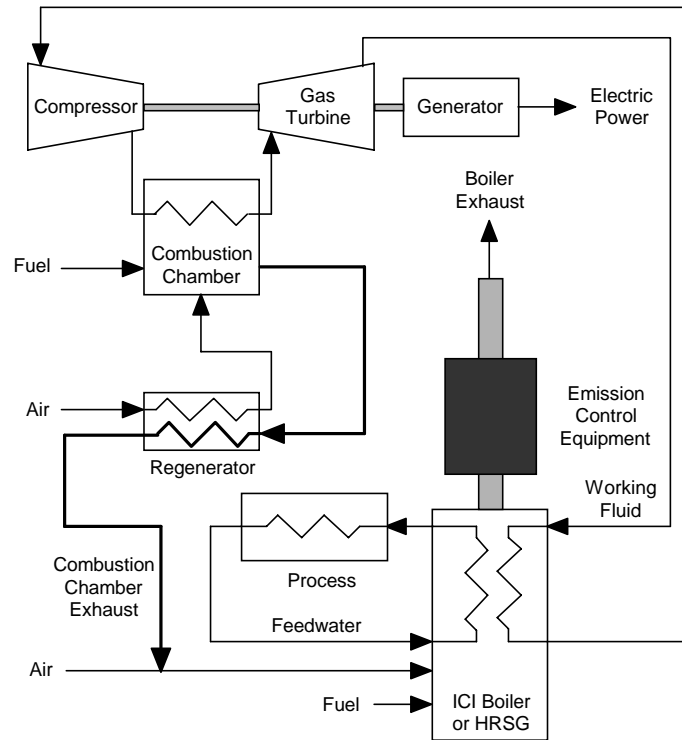 Compressor
Gas
Turbine
Generator
Electric
Power
Boiler
Exhaust
Fuel
Combustion
Chamber
Air
Regenerator
Emission
Control
Equipment
Working
Fluid
Process
Combustion
Chamber
Exhaust
Feedwater
Air
Fuel
ICI Boiler
or HRSG